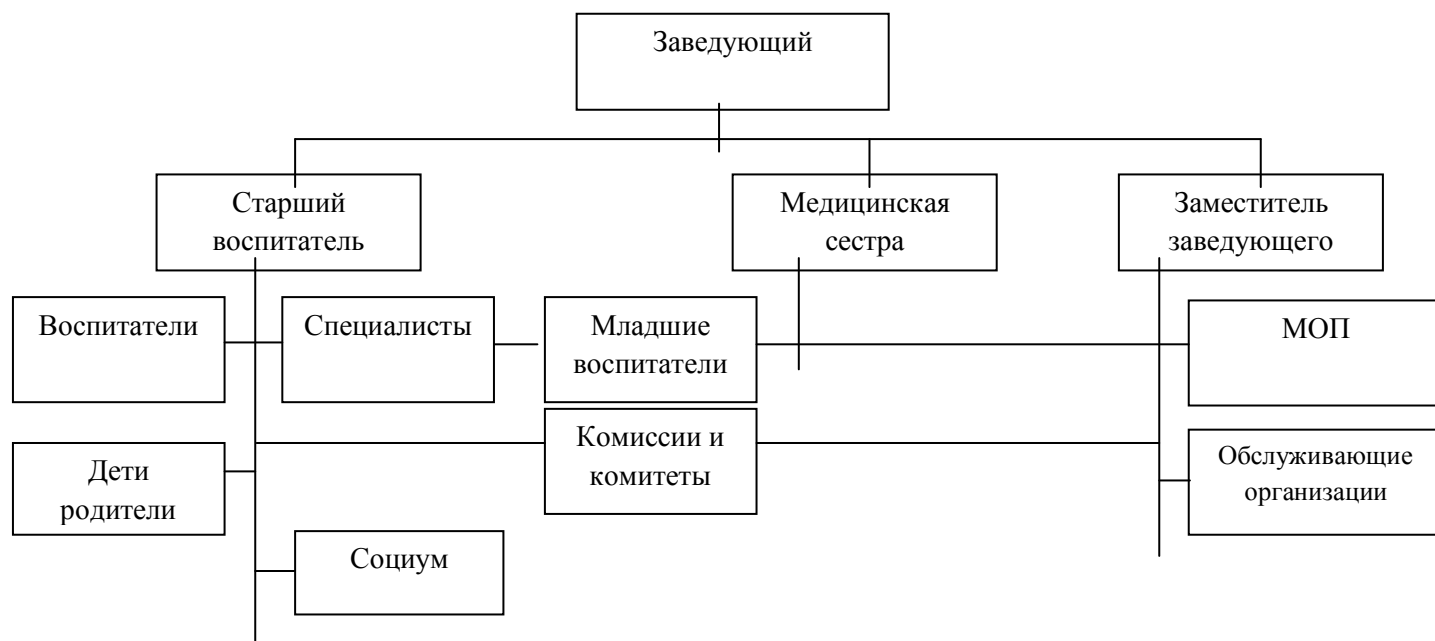 Заведующий
Старший
воспитатель
Медицинская
сестра
Заместитель
заведующего
Воспитатели
Специалисты
Младшие
воспитатели
МОП
Комиссии и
комитеты
Дети
родители
Обслуживающие
организации
Социум